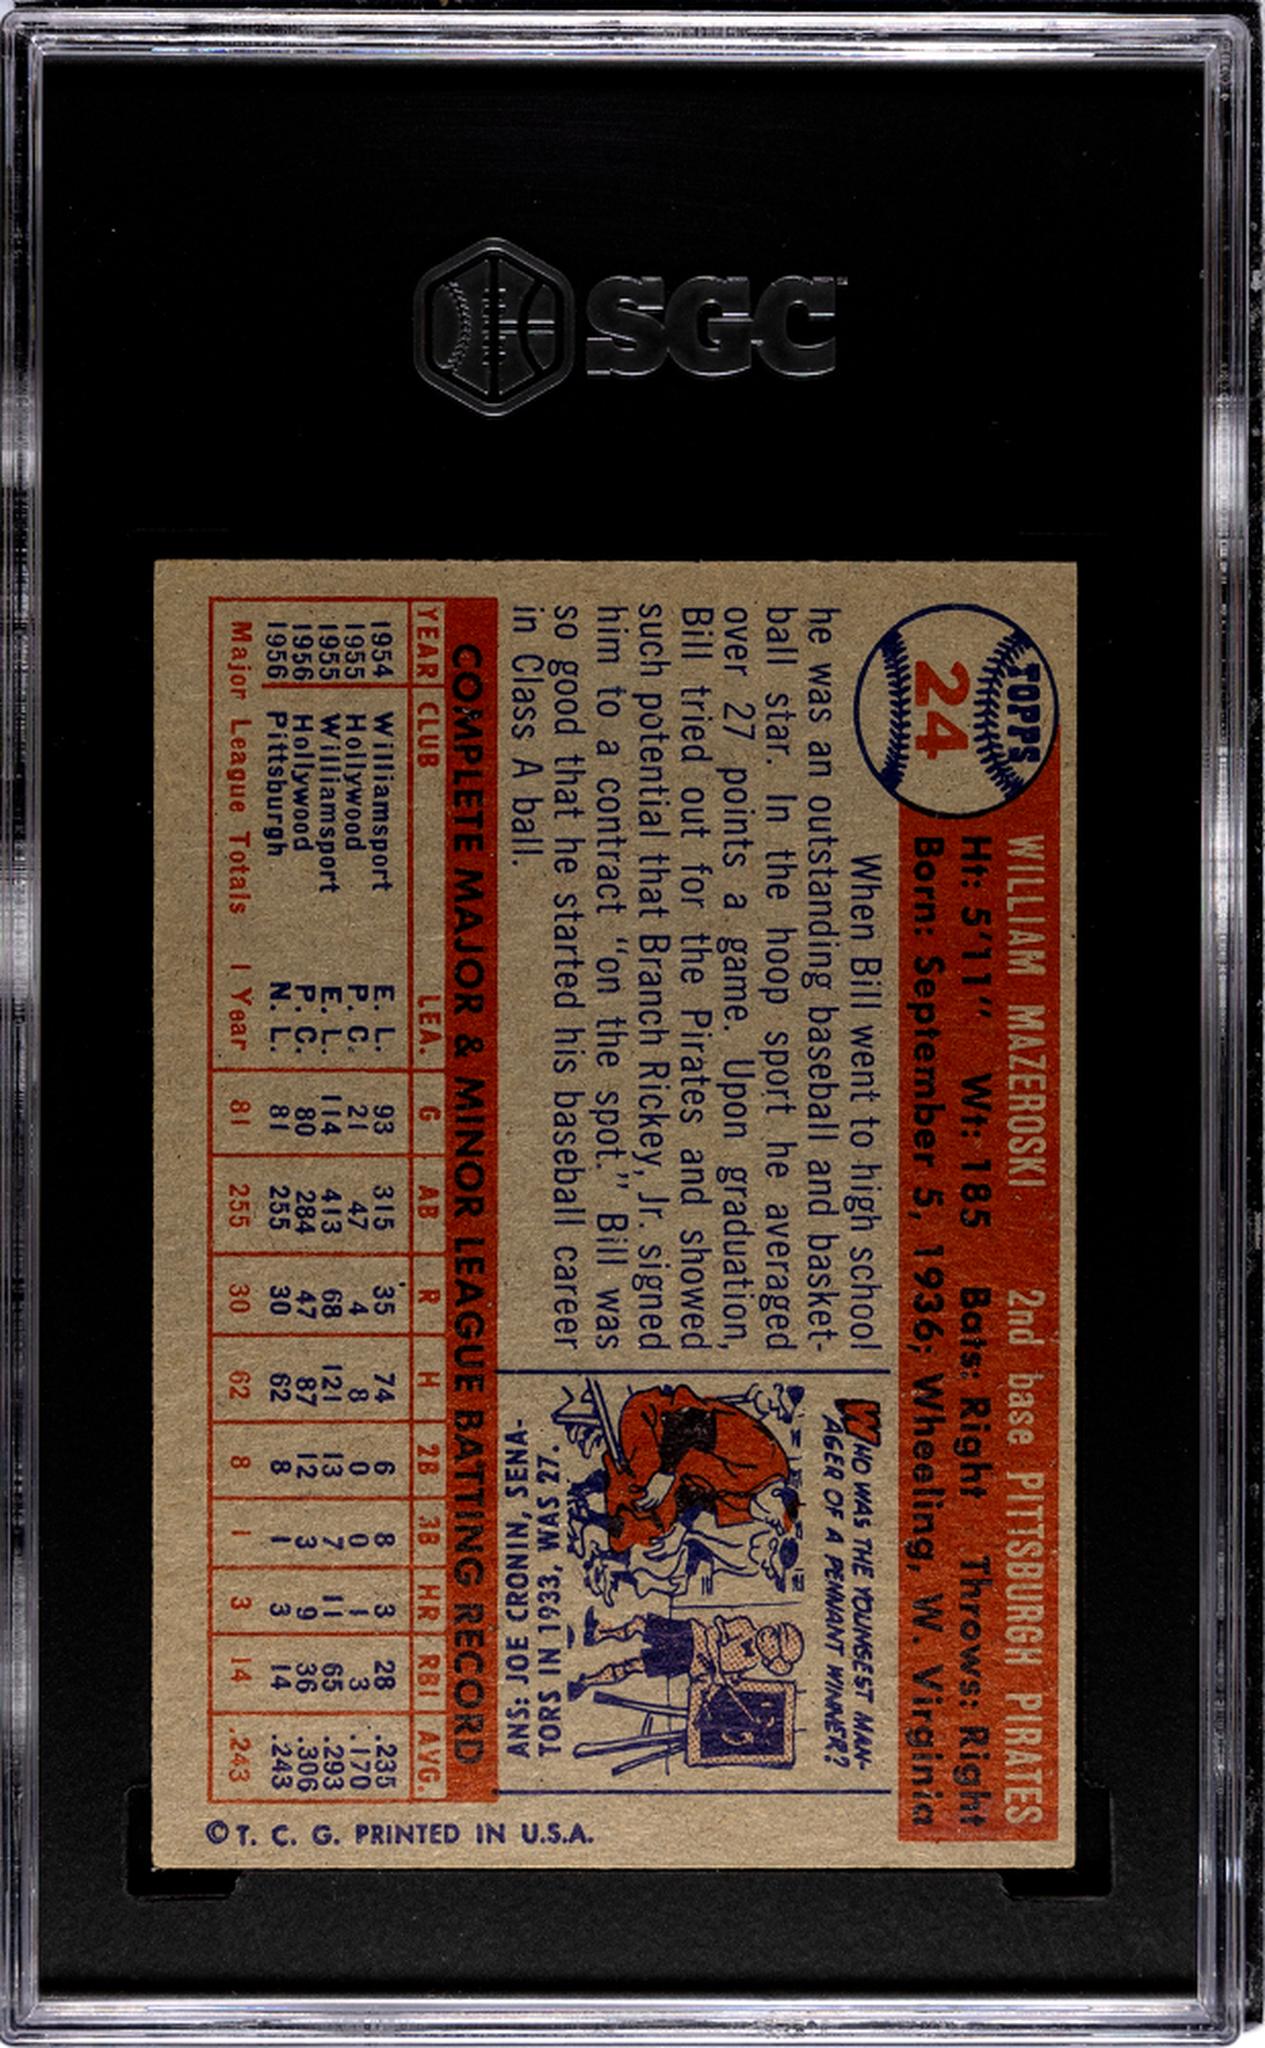 SGC
TOPPS
24
WILLIAM MAZEROSKI 2nd base PITTSBURGH PIRATES
Ht: 5'11" Wt: 185 Bats: Right Throws: Right
Born: September 5, 1936; Wheeling, W. Virginia
When Bill went to high school
he was an outstanding baseball and basket-
ball star. In the hoop sport he averaged
over 27 points a game. Upon graduation,
Bill tried out for the Pirates and showed
such potential that Branch Rickey, Jr. signed
him to a contract "on the spot." Bill was
so good that he started his baseball career
in Class A ball.
WHO WAS THE YOUNGEST MAN-
AGER OF A PENNANT WINNER?
ANS: JOE CRONIN, SENA-
TORS IN 1933, WAS 27.
COMPLETE MAJOR & MINOR LEAGUE BATTING RECORD
YEAR CLUB LEA. G AB R H 2B 3B HR RBI AVG.
1954 Williamsport E. L. 93 315 35 74 6 8 3 28 .235
1955 Hollywood P. C. 21 47 4 8 0 0 1 3 .170
1955 Williamsport E. L. 114 413 68 121 13 7 11 65 .293
1956 Hollywood P. C. 80 284 47 87 12 3 9 36 .306
1956 Pittsburgh N. L. 81 255 30 62 8 1 3 14 .243
Major League Totals 1 Year 81 255 30 62 8 1 3 14 .243
© T. C. G. PRINTED IN U.S.A.